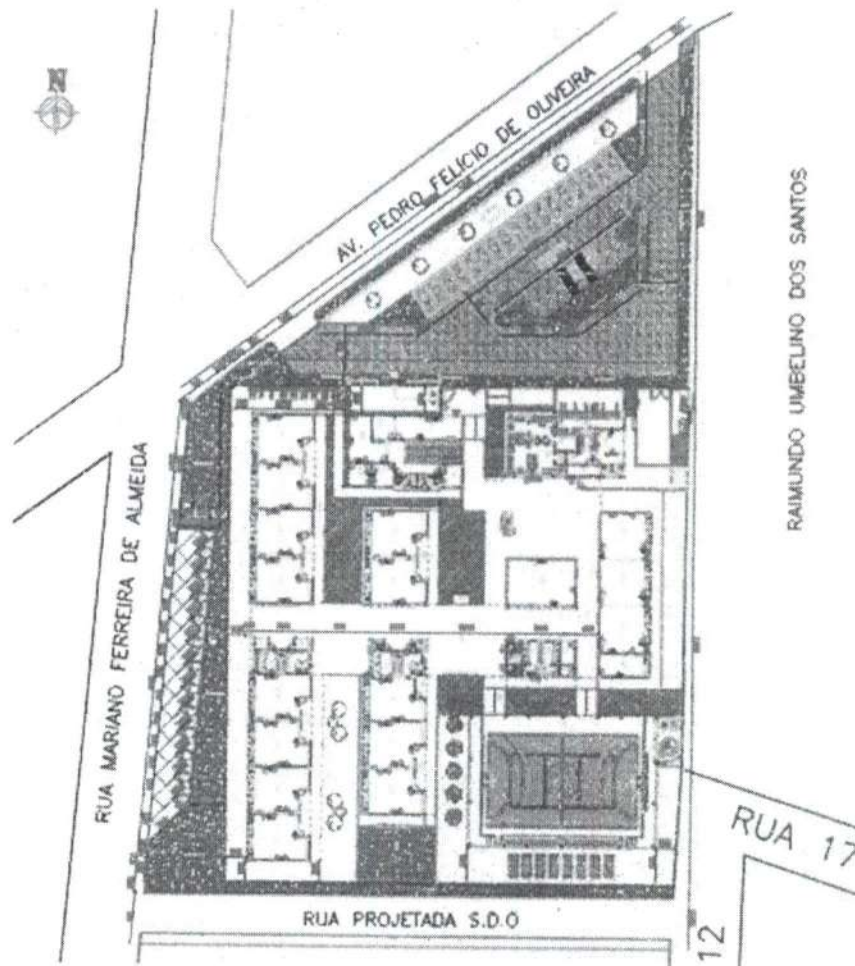 N
AV. PEDRO FELICIO DE OLIVEIRA
RAIMUNDO UMBELINO DOS SANTOS
RUA MARIANO FERREIRA DE ALMEIDA
RUA 17
RUA PROJETADA S.D.O
12